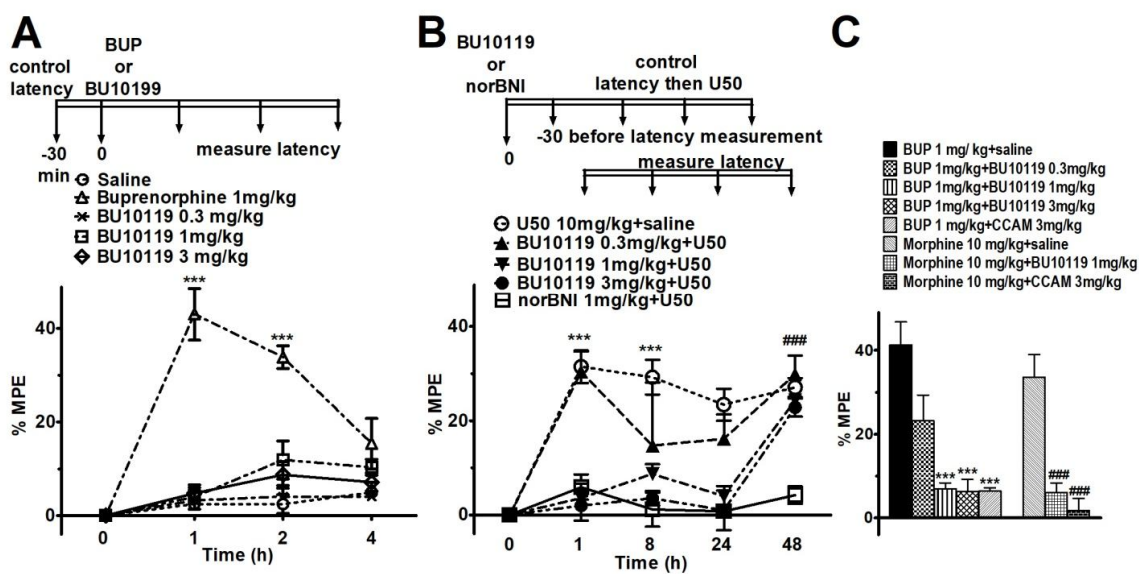 A
BUP
or
BU10199
control
latency
-30
min
0
measure latency
Saline
Buprenorphine 1mg/kg
BU10119 0.3 mg/kg
BU10119 1mg/kg
BU10119 3 mg/kg
***
***
40
20
0
% MPE
0 1 2 4
Time (h)
B
BU10119
or
norBNI
control
latency then U50
-30 before latency measurement
0
measure latency
U50 10mg/kg+saline
BU10119 0.3mg/kg+U50
BU10119 1mg/kg+U50
BU10119 3mg/kg+U50
norBNI 1mg/kg+U50
***
***
###
40
20
0
% MPE
0 1 8 24 48
Time (h)
C
BUP 1 mg/ kg+saline
BUP 1mg/kg+BU10119 0.3mg/kg
BUP 1mg/kg+BU10119 1mg/kg
BUP 1mg/kg+BU10119 3mg/kg
BUP 1mg/kg+CCAM 3mg/kg
Morphine 10 mg/kg+saline
Morphine 10 mg/kg+BU10119 1mg/kg
Morphine 10 mg/kg+CCAM 3mg/kg
40
20
0
% MPE
*** *** ***
###
###